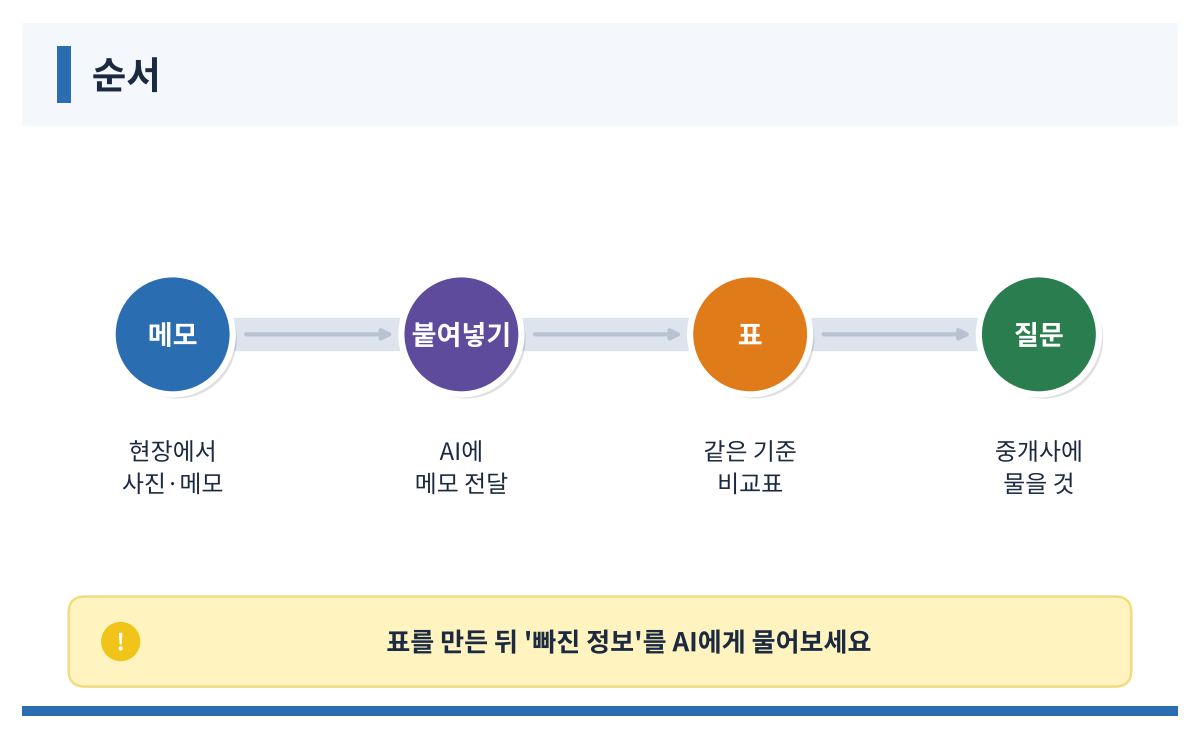 순서
메모
붙여넣기
표
질문
현장에서
사진·메모
AI에
메모 전달
같은 기준
비교표
중개사에
물을 것
!
표를 만든 뒤 '빠진 정보'를 AI에게 물어보세요